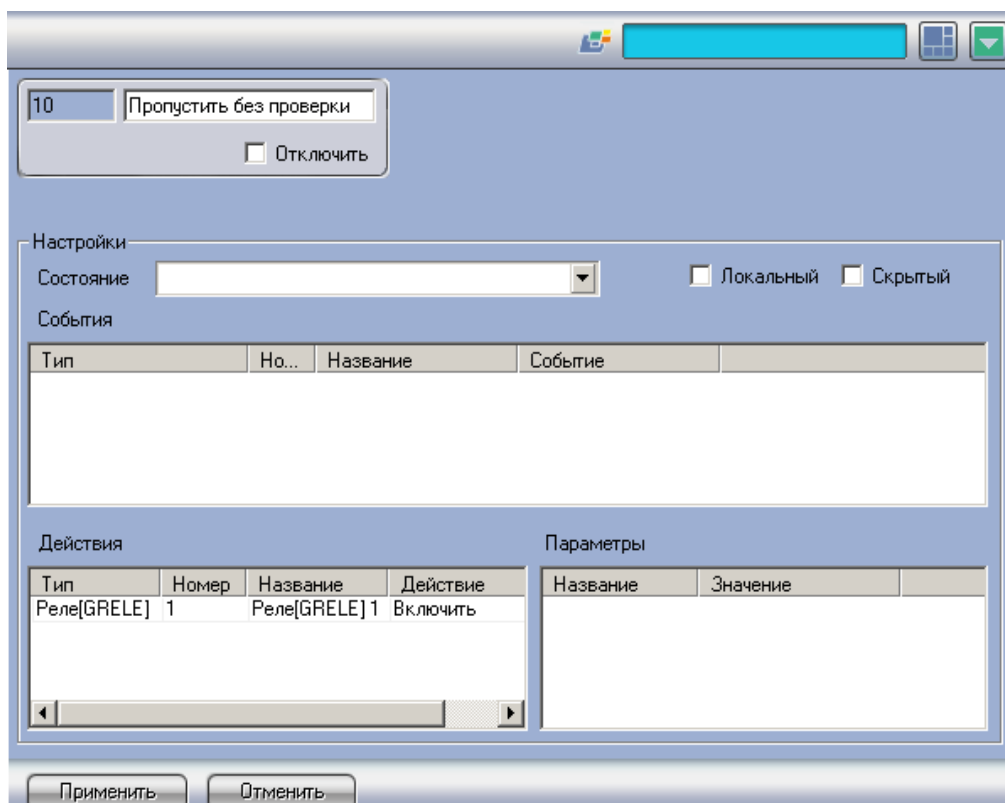 10 Пропустить без проверки
Отключить
Настройки
Состояние Локальный Скрытый
События
Тип Но... Название Событие
Действия Параметры
Тип Номер Название Действие Название Значение
Реле[GRELE] 1 Реле[GRELE] 1 Включить
Применить Отменить